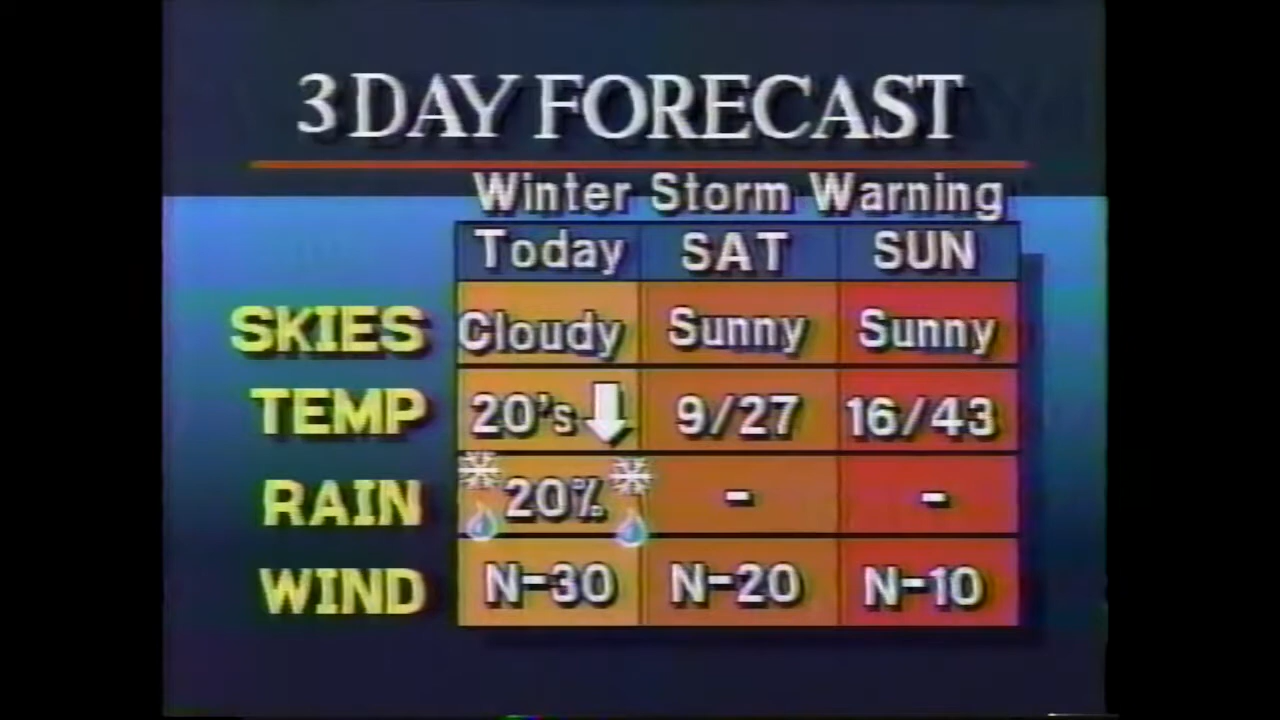 3 DAY FORECAST
Winter Storm Warning
Today SAT SUN
SKIES Cloudy Sunny Sunny
TEMP 20's 9/27 16/43
RAIN 20% - -
WIND N-30 N-20 N-10